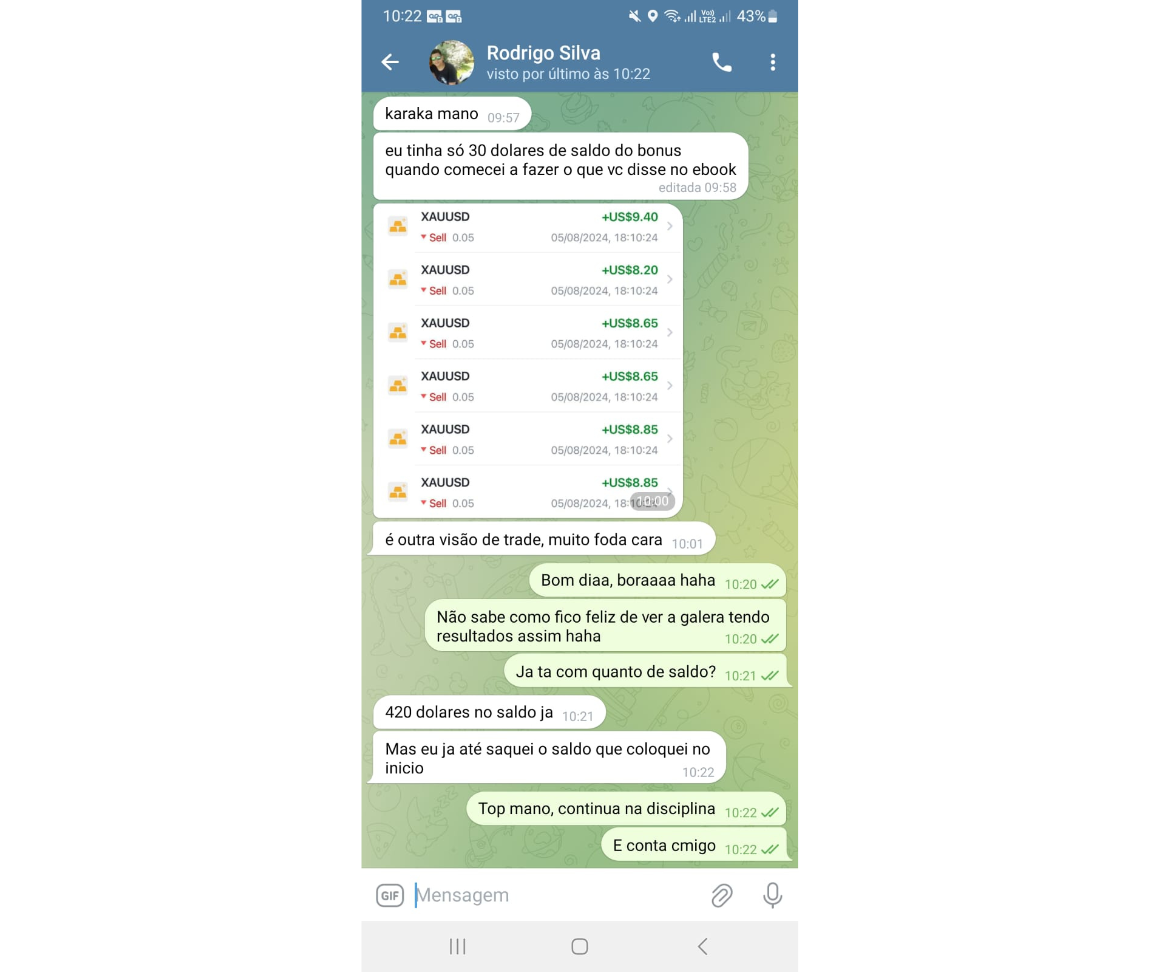 10:22
Vo))
LTE2
43%
Rodrigo Silva
visto por último às 10:22
karaka mano 09:57
eu tinha só 30 dolares de saldo do bonus
quando comecei a fazer o que vc disse no ebook
editada 09:58
XAUUSD +US$9.40
Sell 0.05 05/08/2024, 18:10:24
XAUUSD +US$8.20
Sell 0.05 05/08/2024, 18:10:24
XAUUSD +US$8.65
Sell 0.05 05/08/2024, 18:10:24
XAUUSD +US$8.65
Sell 0.05 05/08/2024, 18:10:24
XAUUSD +US$8.85
Sell 0.05 05/08/2024, 18:10:24
XAUUSD +US$8.85
Sell 0.05 05/08/2024,
10:00
é outra visão de trade, muito foda cara 10:01
Bom diaa, boraaaa haha 10:20
Não sabe como fico feliz de ver a galera tendo
resultados assim haha 10:20
Ja ta com quanto de saldo? 10:21
420 dolares no saldo ja 10:21
Mas eu ja até saquei o saldo que coloquei no
inicio 10:22
Top mano, continua na disciplina 10:22
E conta cmigo 10:22
GIF Mensagem